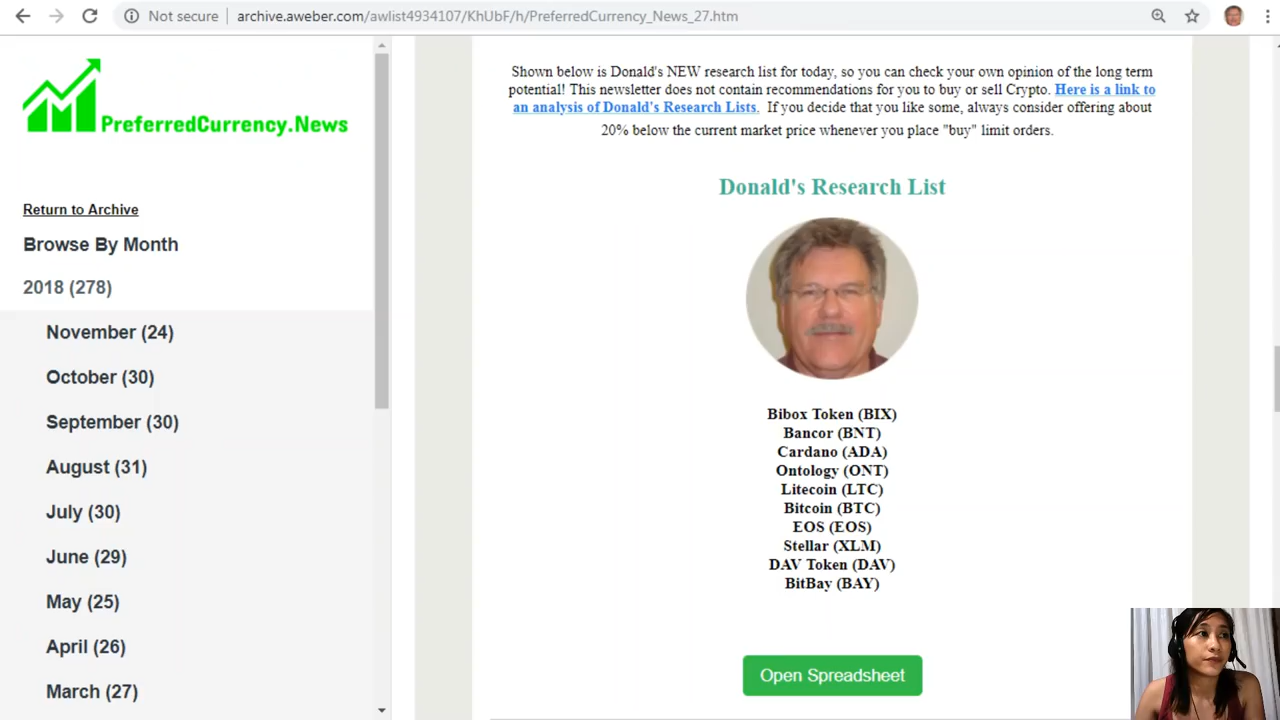 Not secure
archive.aweber.com/awlist4934107/KhUbF/h/PreferredCurrency_News_27.htm
PreferredCurrency.News
Return to Archive
Browse By Month
2018 (278)
November (24)
October (30)
September (30)
August (31)
July (30)
June (29)
May (25)
April (26)
March (27)
Shown below is Donald's NEW research list for today, so you can check your own opinion of the long term
potential! This newsletter does not contain recommendations for you to buy or sell Crypto. Here is a link to
an analysis of Donald's Research Lists. If you decide that you like some, always consider offering about
20% below the current market price whenever you place "buy" limit orders.
Donald's Research List
Bibox Token (BIX)
Bancor (BNT)
Cardano (ADA)
Ontology (ONT)
Litecoin (LTC)
Bitcoin (BTC)
EOS (EOS)
Stellar (XLM)
DAV Token (DAV)
BitBay (BAY)
Open Spreadsheet